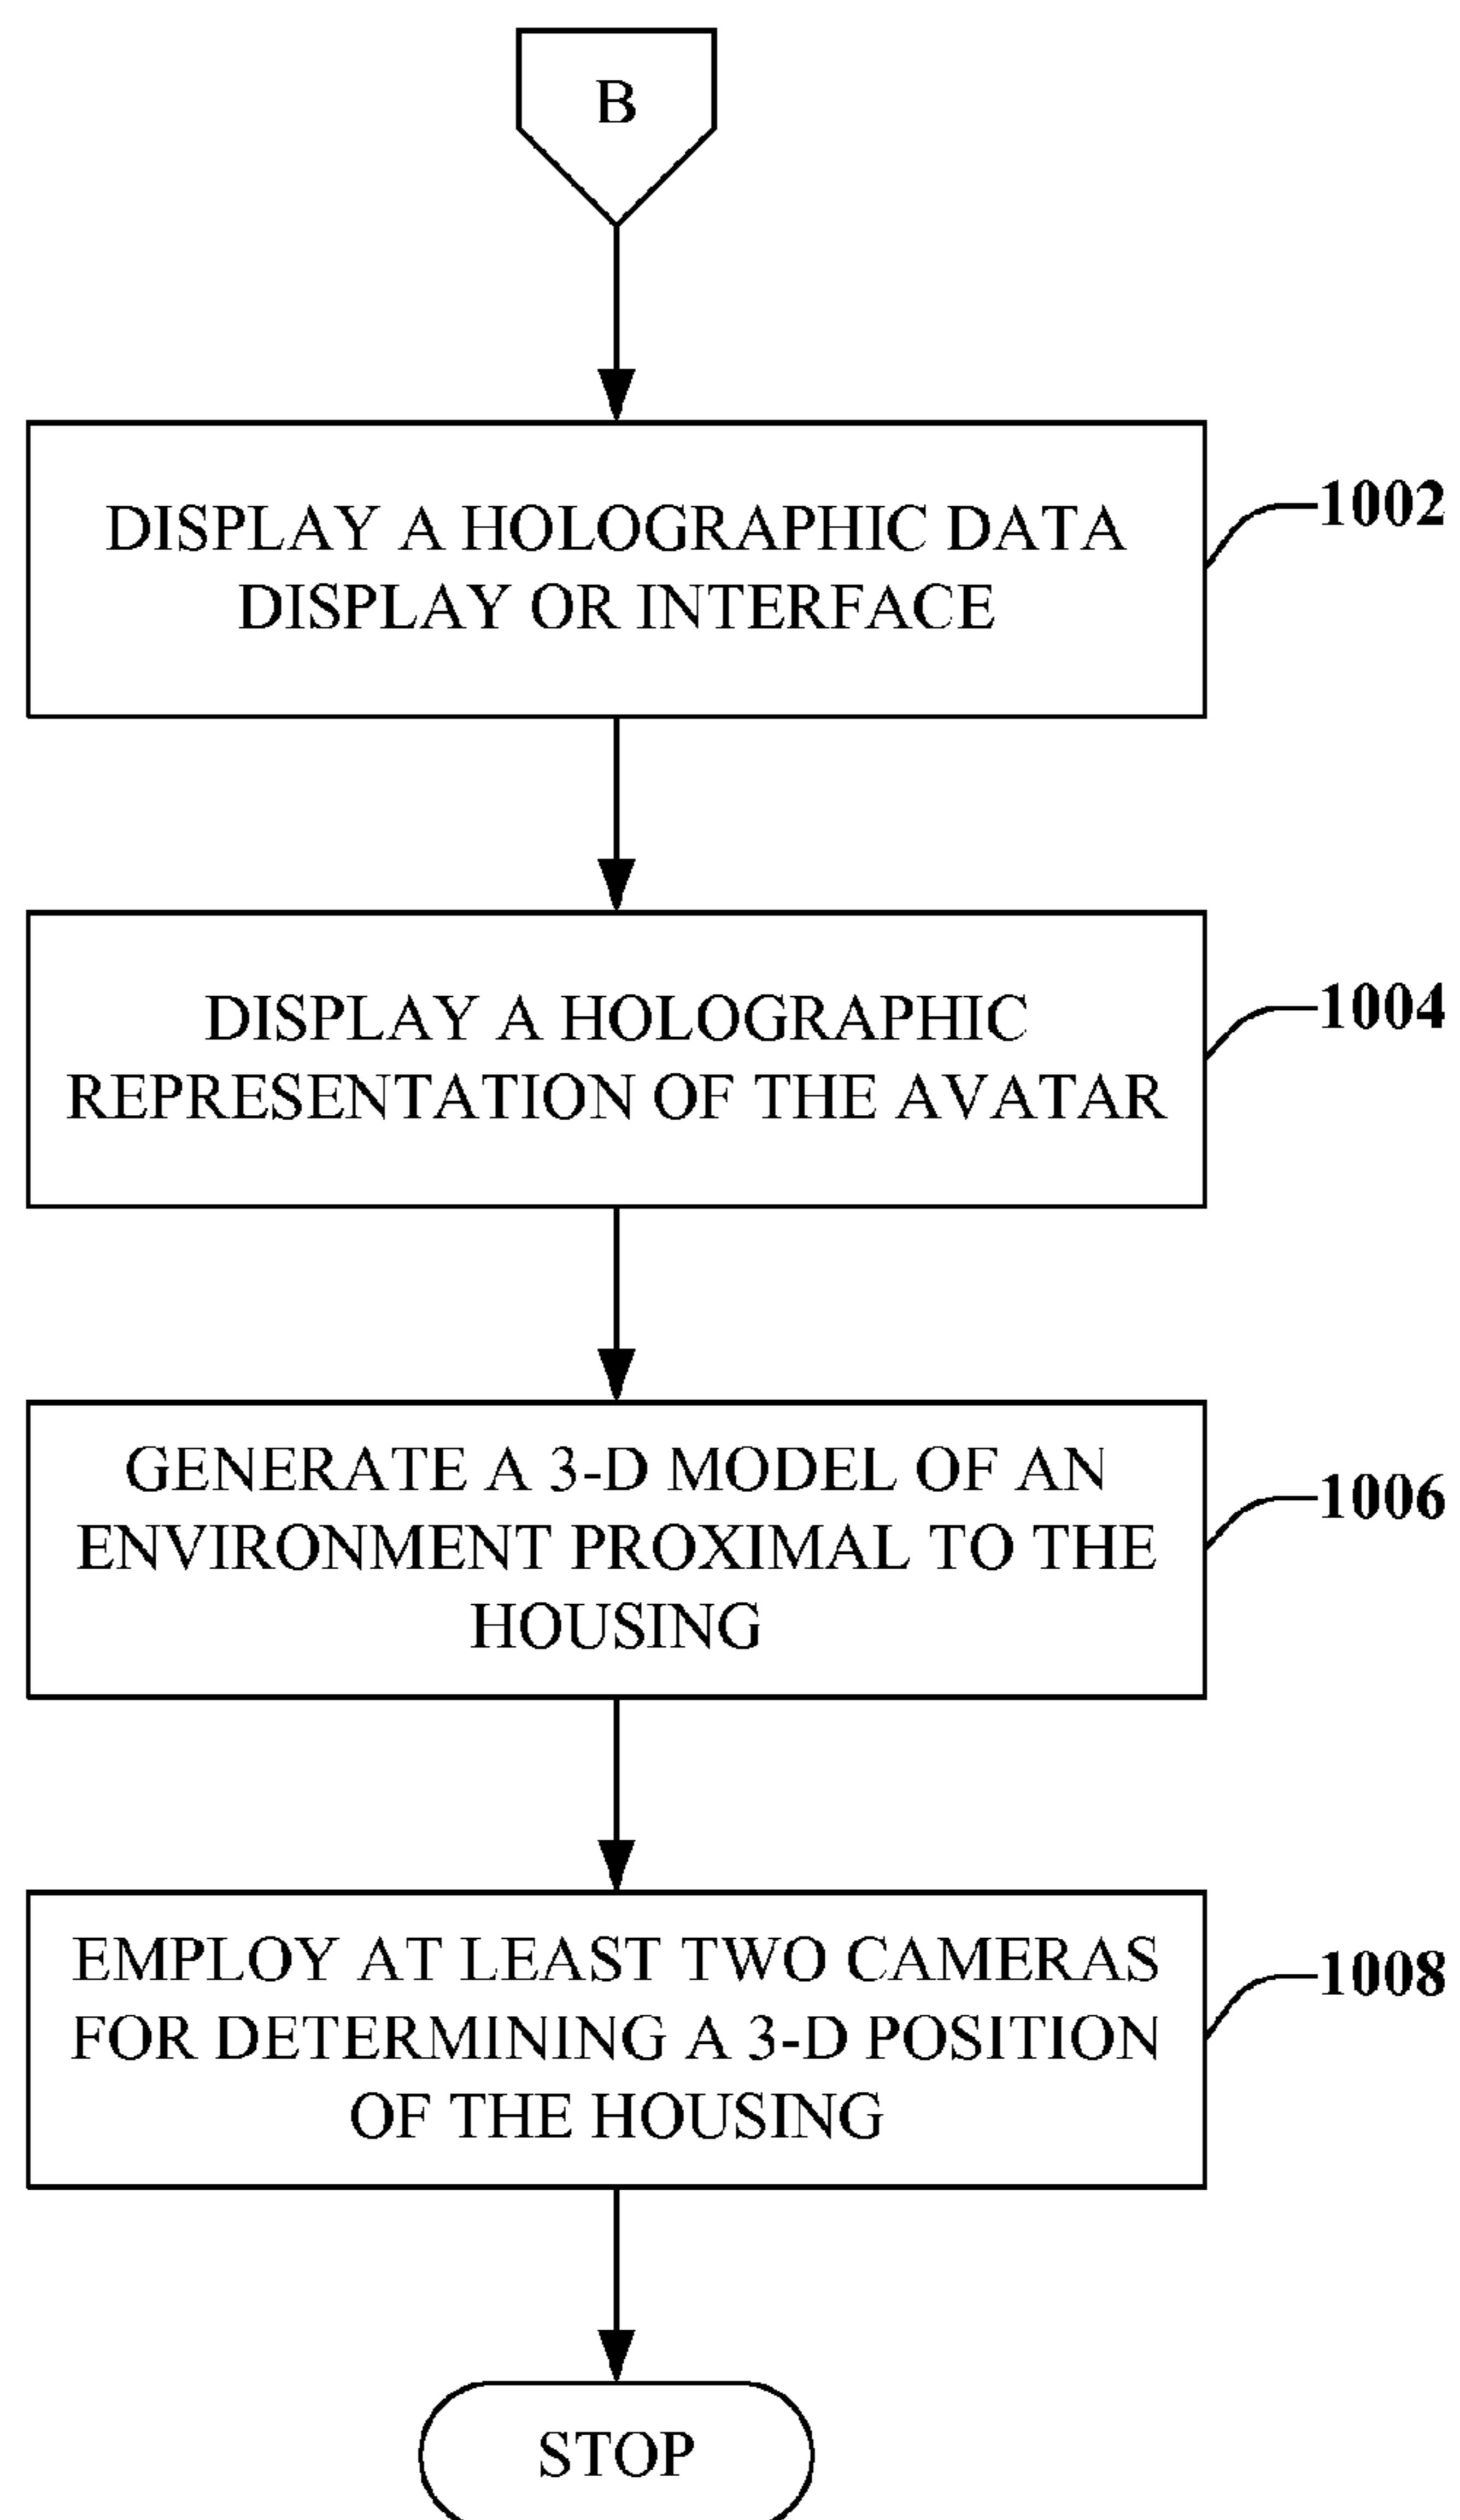 B
DISPLAY A HOLOGRAPHIC DATA
DISPLAY OR INTERFACE
1002
DISPLAY A HOLOGRAPHIC
REPRESENTATION OF THE AVATAR
1004
GENERATE A 3-D MODEL OF AN
ENVIRONMENT PROXIMAL TO THE
HOUSING
1006
EMPLOY AT LEAST TWO CAMERAS
FOR DETERMINING A 3-D POSITION
OF THE HOUSING
1008
STOP